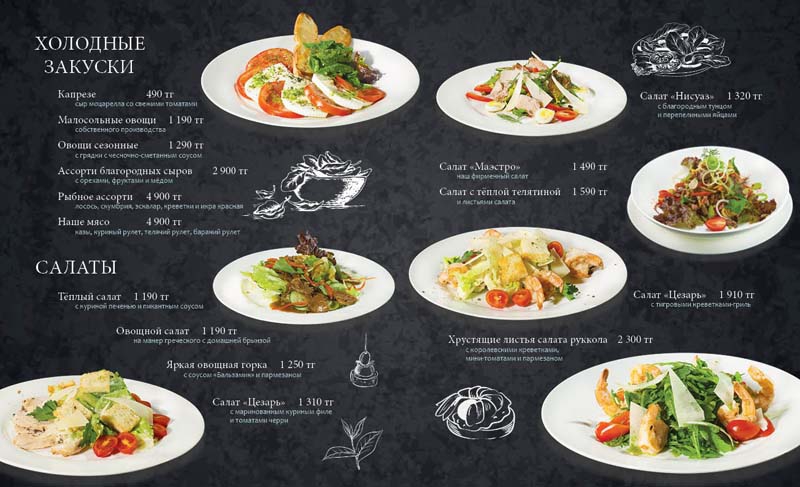 ХОЛОДНЫЕ
ЗАКУСКИ
Капрезе 490 тг
сыр моцарелла со свежими томатами
Малосольные овощи 1 190 тг
собственного производства
Овощи сезонные 1 290 тг
с грядки с чесночно-сметанным соусом
Ассорти благородных сыров 2 900 тг
с орехами, фруктами и мёдом
Рыбное ассорти 4 900 тг
лосось, скумбрия, эскалар, креветки и икра красная
Наше мясо 4 900 тг
казы, куриный рулет, телячий рулет, бараний рулет
САЛАТЫ
Тёплый салат 1 190 тг
с куриной печенью и пикантным соусом
Овощной салат 1 190 тг
на манер греческого с домашней брынзой
Яркая овощная горка 1 250 тг
с соусом «Бальзамик» и пармезаном
Салат «Цезарь» 1 310 тг
с маринованным куриным филе
и томатами черри
Салат «Маэстро» 1 490 тг
наш фирменный салат
Салат с тёплой телятиной 1 590 тг
и листьями салата
Хрустящие листья салата руккола 2 300 тг
с королевскими креветками,
мини-томатами и пармезаном
Салат «Нисуаз» 1 320 тг
с благородным тунцом
и перепелиными яйцами
Салат «Цезарь» 1 910 тг
с тигровыми креветками-гриль